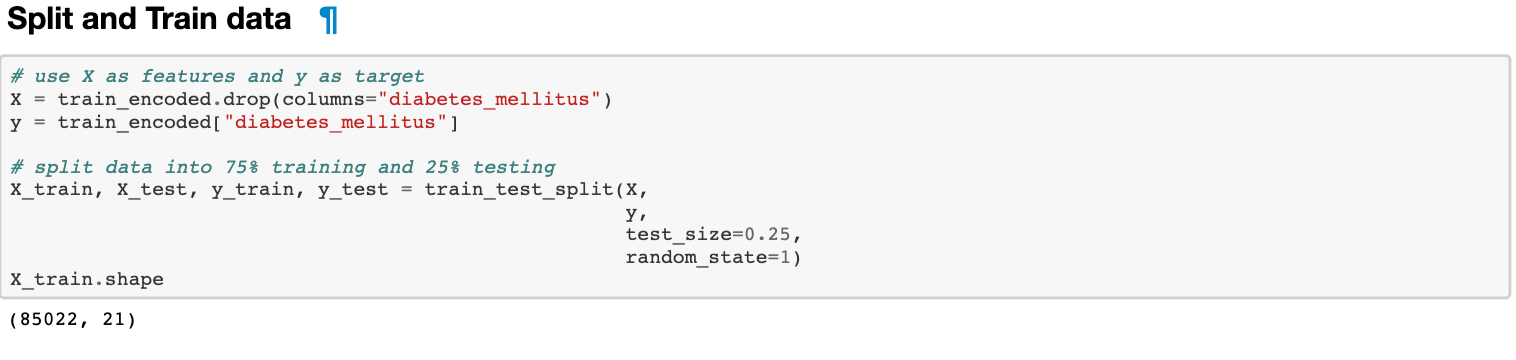 Split and Train data ¶
# use X as features and y as target
X = train_encoded.drop(columns="diabetes_mellitus")
y = train_encoded["diabetes_mellitus"]
# split data into 75% training and 25% testing
X_train, X_test, y_train, y_test = train_test_split(X,
y,
test_size=0.25,
random_state=1)
X_train.shape
(85022, 21)